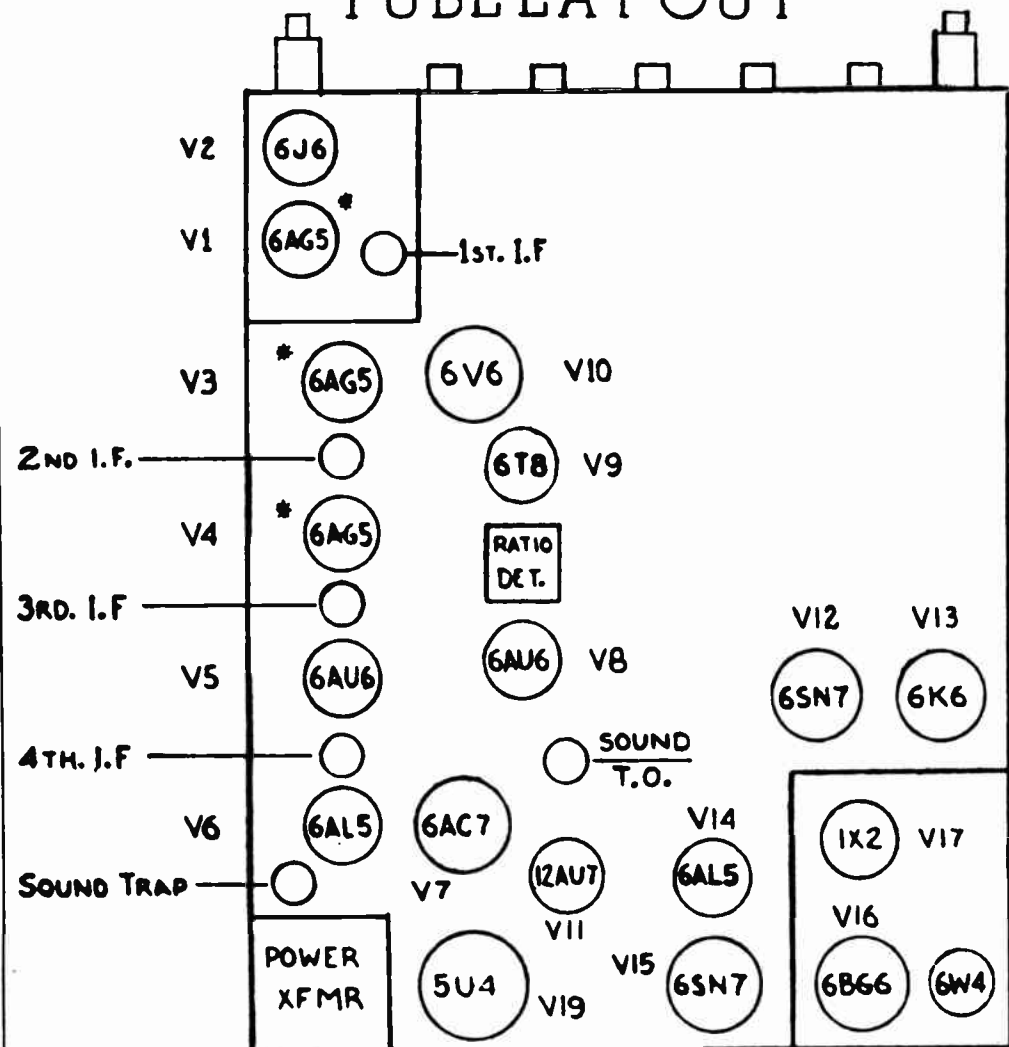 TUBE LAYOUT
V2 6J6
*
V1 6AG5
1ST. I.F
*
V3 6AG5 6V6 V10
2ND I.F. 6T8 V9
*
V4 6AG5
RATIO
DET.
3RD. I.F
V12 V13
V5 6AU6 6AU6 V8
6SN7 6K6
4TH. I.F
SOUND
T.O.
V14
V6 6AL5 6AC7
1X2 V17
SOUND TRAP V7 12AU7 6AL5
V11
V16
POWER
XFMR
5U4 V19 V15 6SN7 6BG6 6W4